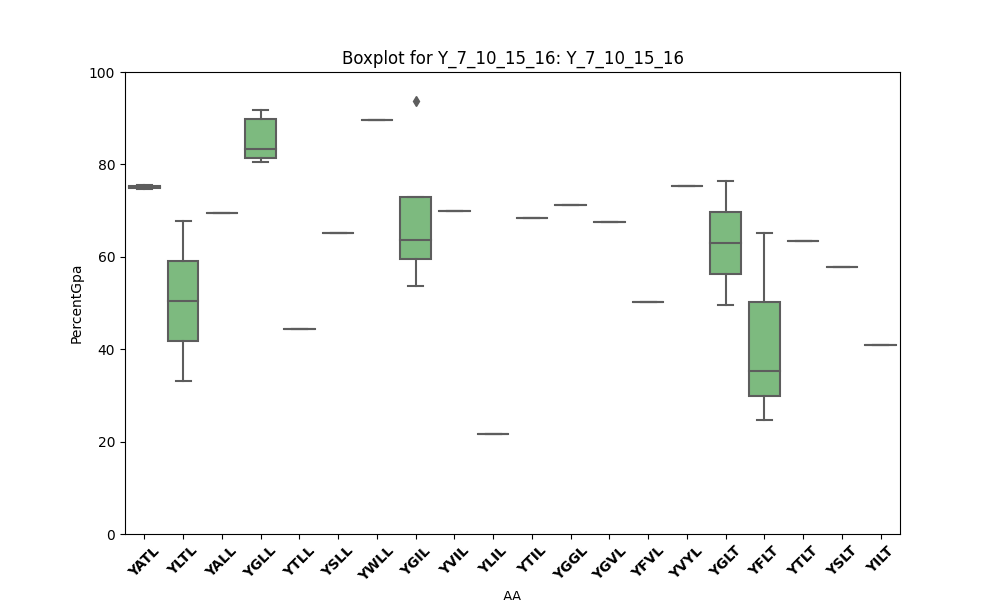 Boxplot for Y_7_10_15_16: Y_7_10_15_16
PercentGpa
100
80
60
40
20
0
YATL YLTL YALL YGLL YTLL YSLL YWLL YGIL YVIL YLIL YTIL YGGL YGVL YFVL YVYL YGLT YFLT YTLT YSLT YILT
AA